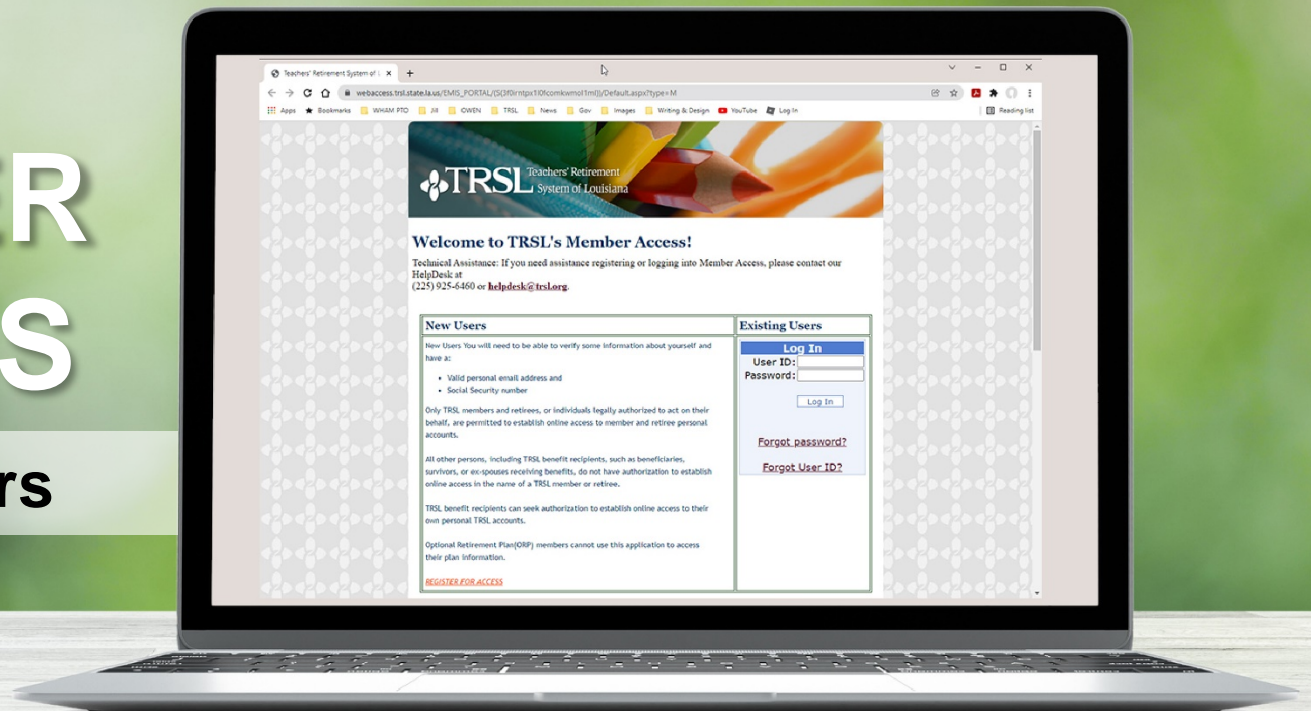 ER
S
rs
Teachers' Retirement System of L
webaccess.trsl.state.la.us/EMIS_PORTAL/
Default.aspx?type=M
Apps Bookmarks WHAM PTO Jill OWEN TRSL News Gov Images Writing & Design YouTube Log In Reading list
TRSL Teachers' Retirement
System of Louisiana
Welcome to TRSL's Member Access!
Technical Assistance: If you need assistance registering or logging into Member Access, please contact our
HelpDesk at
(225) 925-6460 or helpdesk@trsl.org.
New Users
New Users You will need to be able to verify some information about yourself and
have a:
• Valid personal email address and
• Social Security number
Only TRSL members and retirees, or individuals legally authorized to act on their
behalf, are permitted to establish online access to member and retiree personal
accounts.
All other persons, including TRSL benefit recipients, such as beneficiaries,
survivors, or ex-spouses receiving benefits, do not have authorization to establish
online access in the name of a TRSL member or retiree.
TRSL benefit recipients can seek authorization to establish online access to their
own personal TRSL accounts.
Optional Retirement Plan(ORP) members cannot use this application to access
their plan information.
REGISTER FOR ACCESS
Existing Users
Log In
User ID:
Password:
Log In
Forgot password?
Forgot User ID?